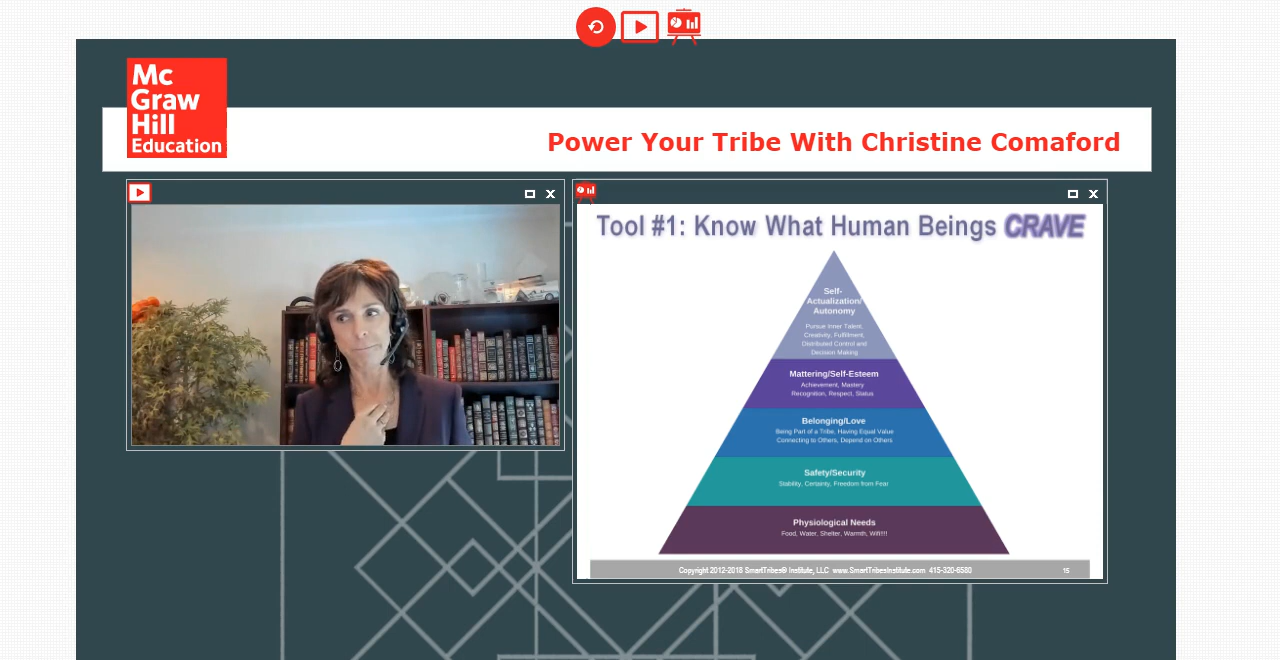 Mc
Graw
Hill
Education
Power Your Tribe With Christine Comaford
Tool #1: Know What Human Beings CRAVE
Self-
Actualization/
Autonomy
Pursue Inner Talent,
Creativity, Fulfillment,
Distributed Control and
Decision Making
Mattering/Self-Esteem
Achievement, Mastery
Recognition, Respect, Status
Belonging/Love
Being Part of a Tribe, Having Equal Value
Connecting to Others, Depend on Others
Safety/Security
Stability, Certainty, Freedom from Fear
Physiological Needs
Food, Water, Shelter, Warmth, Wifi!!!!
Copyright 2012-2018 SmartTribes® Institute, LLC www.SmartTribesInstitute.com 415-320-6580
15